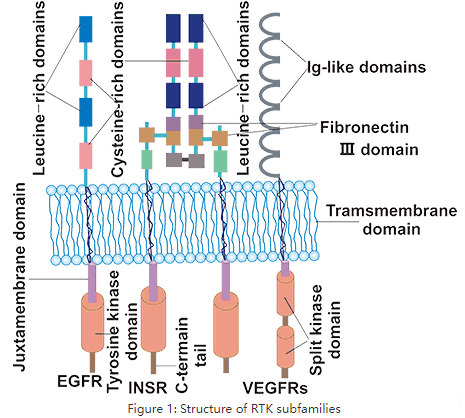 Leucine–rich domains
Cysteine-rich domains
Leucine–rich domains
Ig-like domains
Fibronectin
III domain
Tramsmembrane
domain
Juxtamembrane domain
Tyrosine kinase
domain
C-termain
tail
Split kinase
domain
EGFR
INSR
VEGFRs
Figure 1: Structure of RTK subfamilies